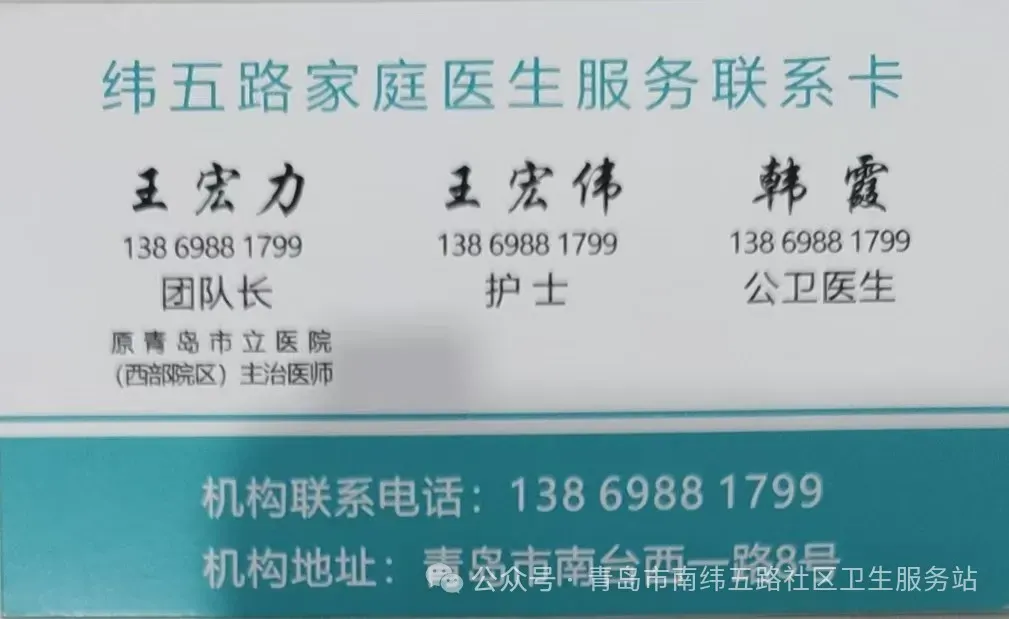 纬五路家庭医生服务联系卡
王宏力 王宏伟 韩霞
138 6988 1799 138 6988 1799 138 6988 1799
团队长 护士 公卫医生
原青岛市立医院
（西部院区）主治医师
机构联系电话：138 6988 1799
机构地址：青岛市南台西一路8号
公众号·青岛市南纬五路社区卫生服务站